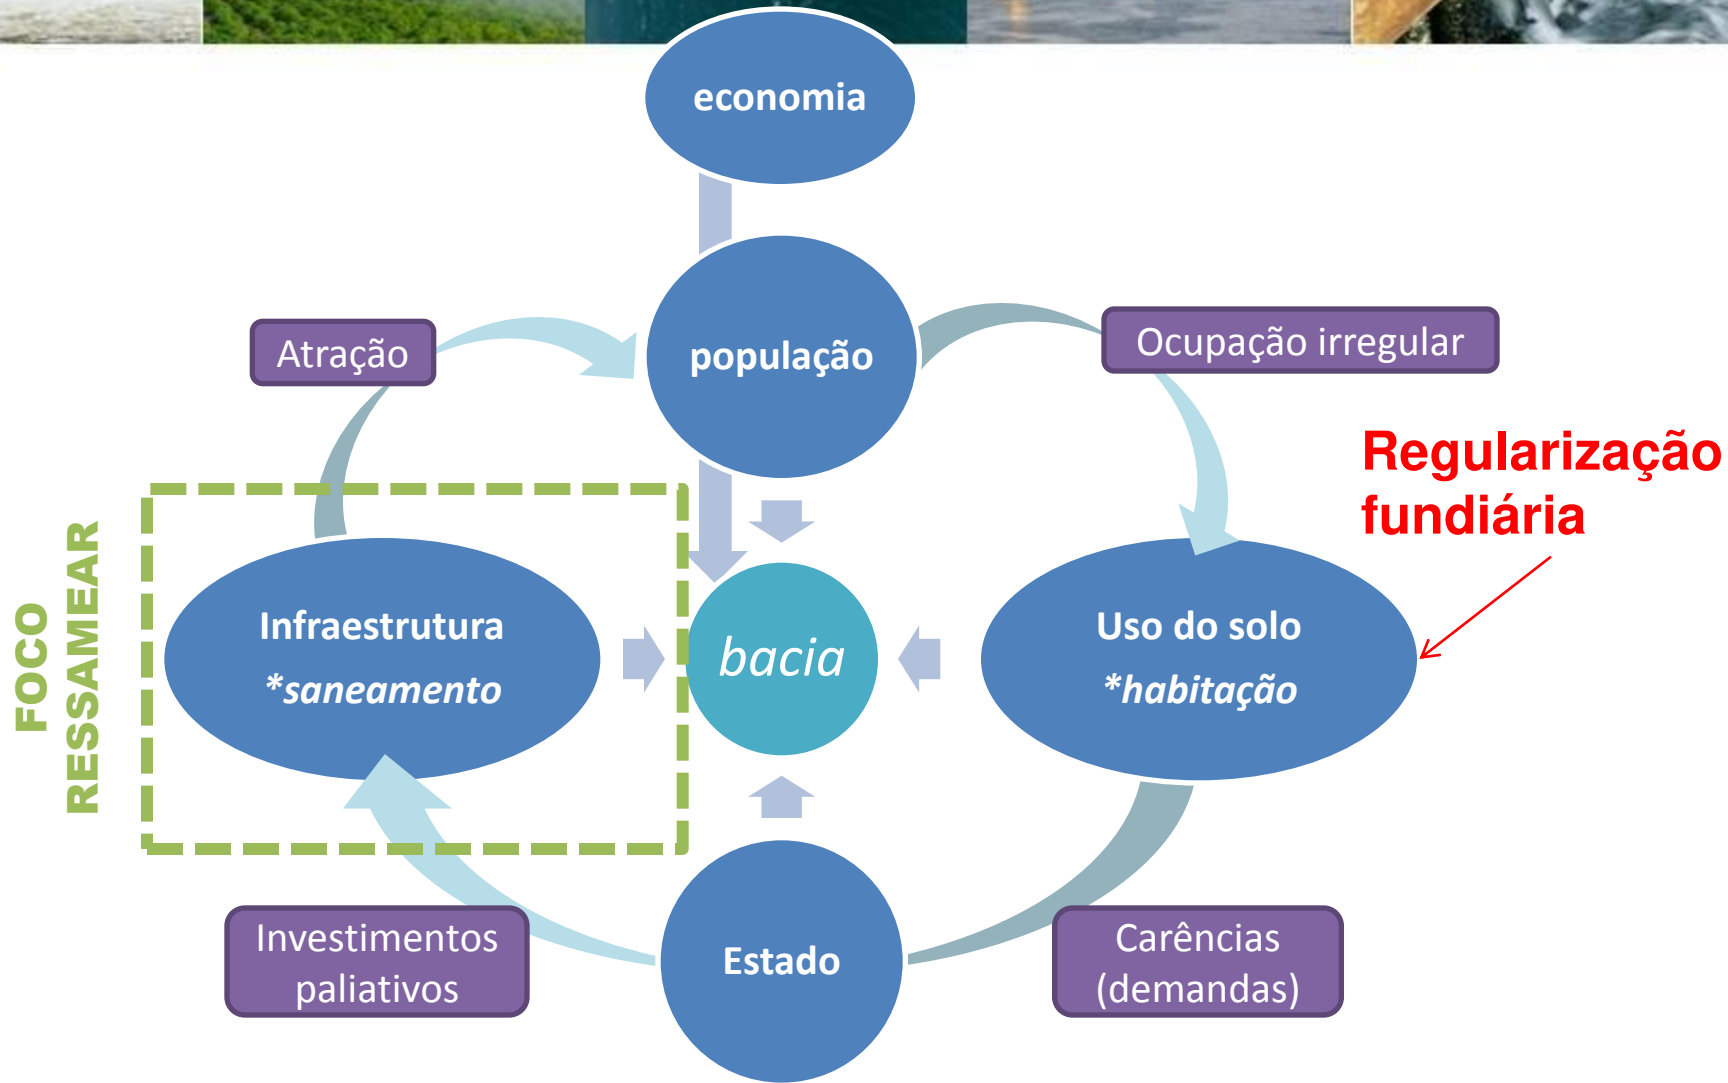 economia
população
Atração
Ocupação irregular
Regularização
fundiária
FOCO
RESSAMEAR
Infraestrutura
*saneamento
bacia
Uso do solo
*habitação
Investimentos
paliativos
Estado
Carências
(demandas)